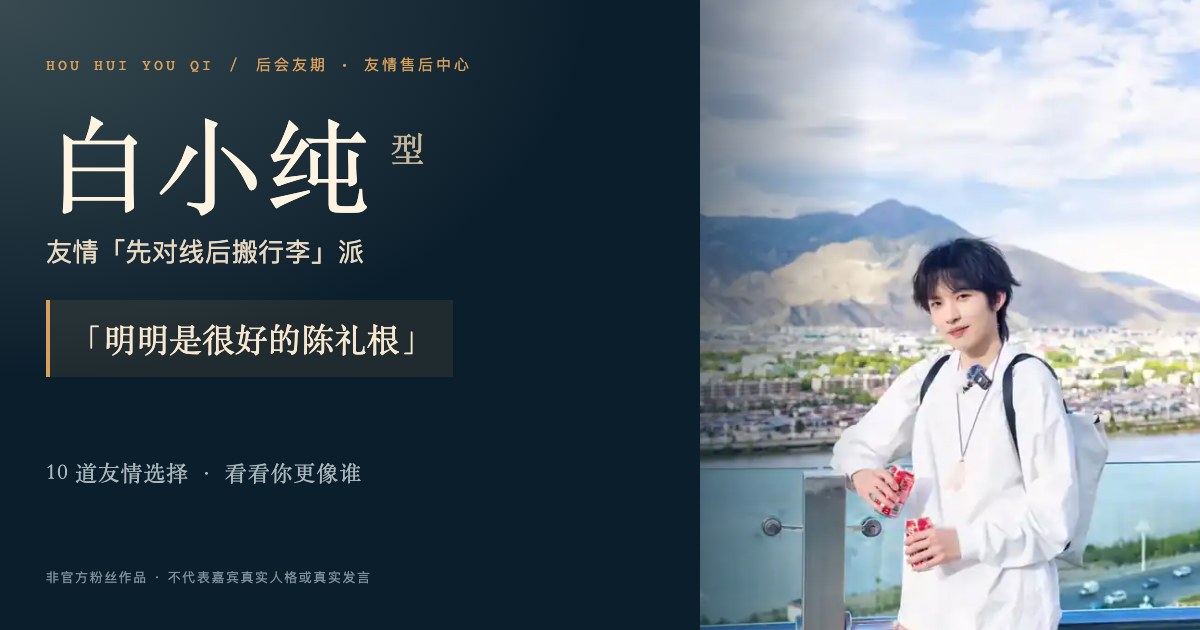 HOU HUI YOU QI / 后会友期 · 友情售后中心
白小纯 型
友情「先对线后搬行李」派
「明明是很好的陈礼根」
10 道友情选择 · 看看你更像谁
非官方粉丝作品 · 不代表嘉宾真实人格或真实发言